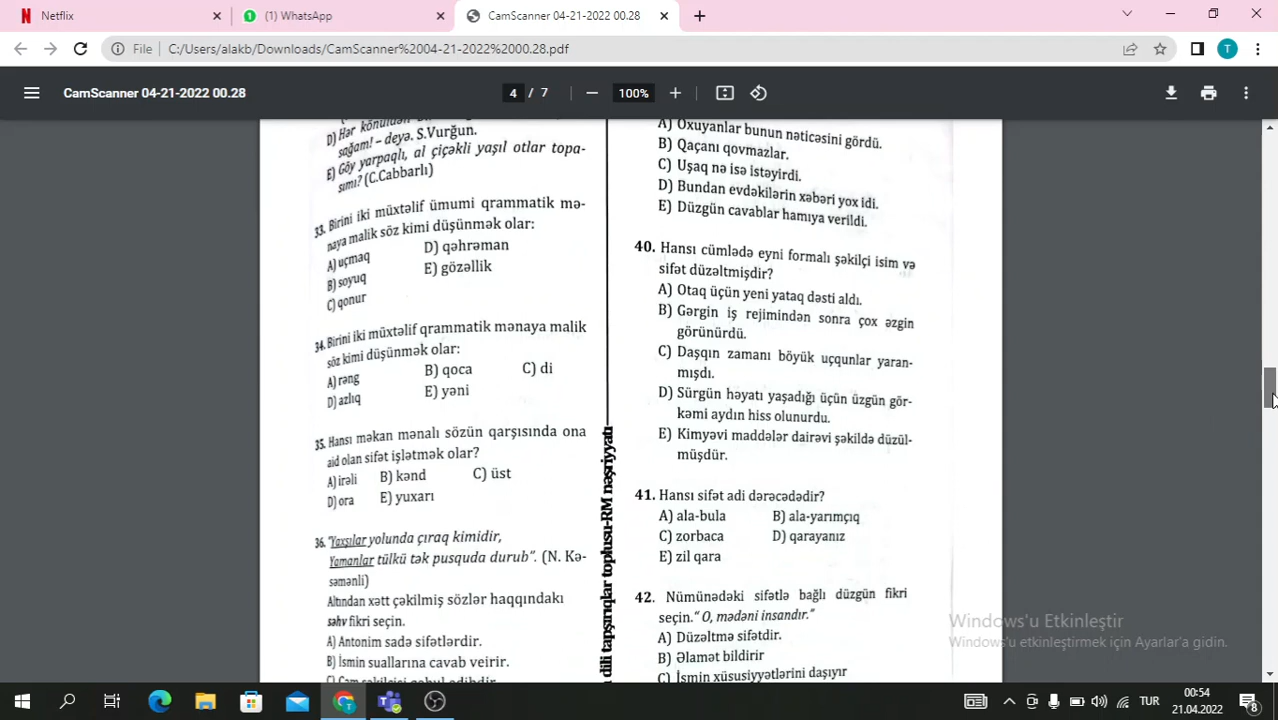 Netflix
(1) WhatsApp
CamScanner 04-21-2022 00.28
File
C:/Users/alakb/Downloads/CamScanner%2004-21-2022%2000.28.pdf
T
CamScanner 04-21-2022 00.28
4 / 7
100%
D) Hər könüldən
sağam! – deyə. S.Vurğun.
E) Göy yarpaqlı, al çiçəkli yaşıl otlar topa-
sımı? (C.Cabbarlı)
33. Birini iki müxtəlif ümumi qrammatik mə-
naya malik söz kimi düşünmək olar:
A) uçmaq
D) qəhrəman
B) soyuq
E) gözəllik
C) qonur
34. Birini iki müxtəlif qrammatik mənaya malik
söz kimi düşünmək olar:
A) rəng
B) qoca
C) di
D) azlıq
E) yəni
35. Hansı məkan mənalı sözün qarşısında ona
aid olan sifət işlətmək olar?
A) irəli
B) kənd
C) üst
D) ora
E) yuxarı
36. "Yaxşılar yolunda çıraq kimidir,
Yamanlar tülkü tək pusquda durub". (N. Kə-
səmənli)
Altından xətt çəkilmiş sözlər haqqındakı
səhv fikri seçin.
A) Antonim sadə sifətlərdir.
B) İsmin suallarına cavab veirir.
C) Cəm şəkilçisi qəbul edibdir.
dili tapşırıqlar toplusu-RM nəşriyyatı
A) Oxuyanlar bunun nəticəsini gördü.
B) Qaçanı qovmazlar.
C) Uşaq nə isə istəyirdi.
D) Bundan evdəkilərin xəbəri yox idi.
E) Düzgün cavablar hamıya verildi.
40. Hansı cümlədə eyni formalı şəkilçi isim və
sifət düzəltmişdir?
A) Otaq üçün yeni yataq dəsti aldı.
B) Gərgin iş rejimindən sonra çox əzgin
görünürdü.
C) Daşqın zamanı böyük uçqunlar yaran-
mışdı.
D) Sürgün həyatı yaşadığı üçün üzgün gör-
kəmi aydın hiss olunurdu.
E) Kimyəvi maddələr dairəvi şəkildə düzül-
müşdür.
41. Hansı sifət adi dərəcədədir?
A) ala-bula
B) ala-yarımçıq
C) zorbaca
D) qarayanız
E) zil qara
42. Nümünədəki sifətlə bağlı düzgün fikri
seçin." O, mədəni insandır."
A) Düzəltmə sifətdir.
B) Əlamət bildirir
C) İsmin xüsusiyyətlərini daşıyır
Windows'u Etkinleştir
Windows'u etkinleştirmek için Ayarlar'a gidin.
TUR
00:54
21.04.2022
8